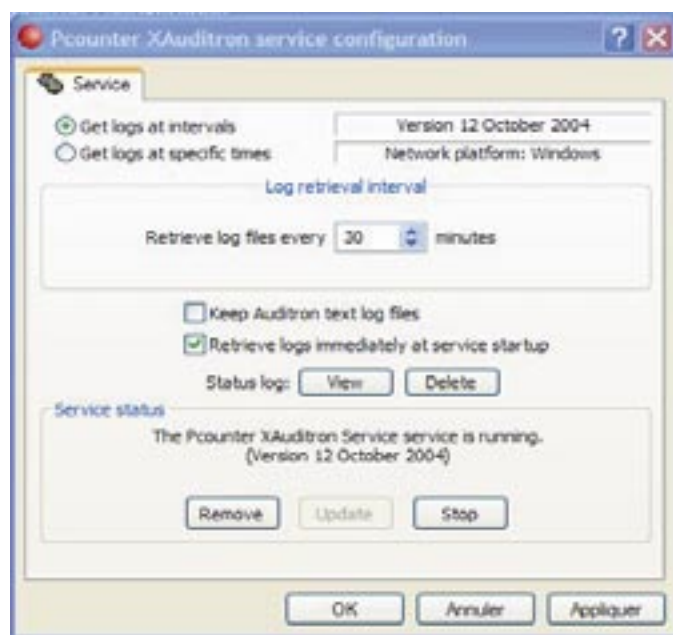 Pcounter XAuditron service configuration
Service
Get logs at intervals
Version 12 October 2004
Get logs at specific times
Network platform: Windows
Log retrieval interval
Retrieve log files every 30 minutes
Keep Auditron text log files
Retrieve logs immediately at service startup
Status log: View Delete
Service status
The Pcounter XAuditron Service service is running.
(Version 12 October 2004)
Remove Update Stop
OK Annuler Appliquer